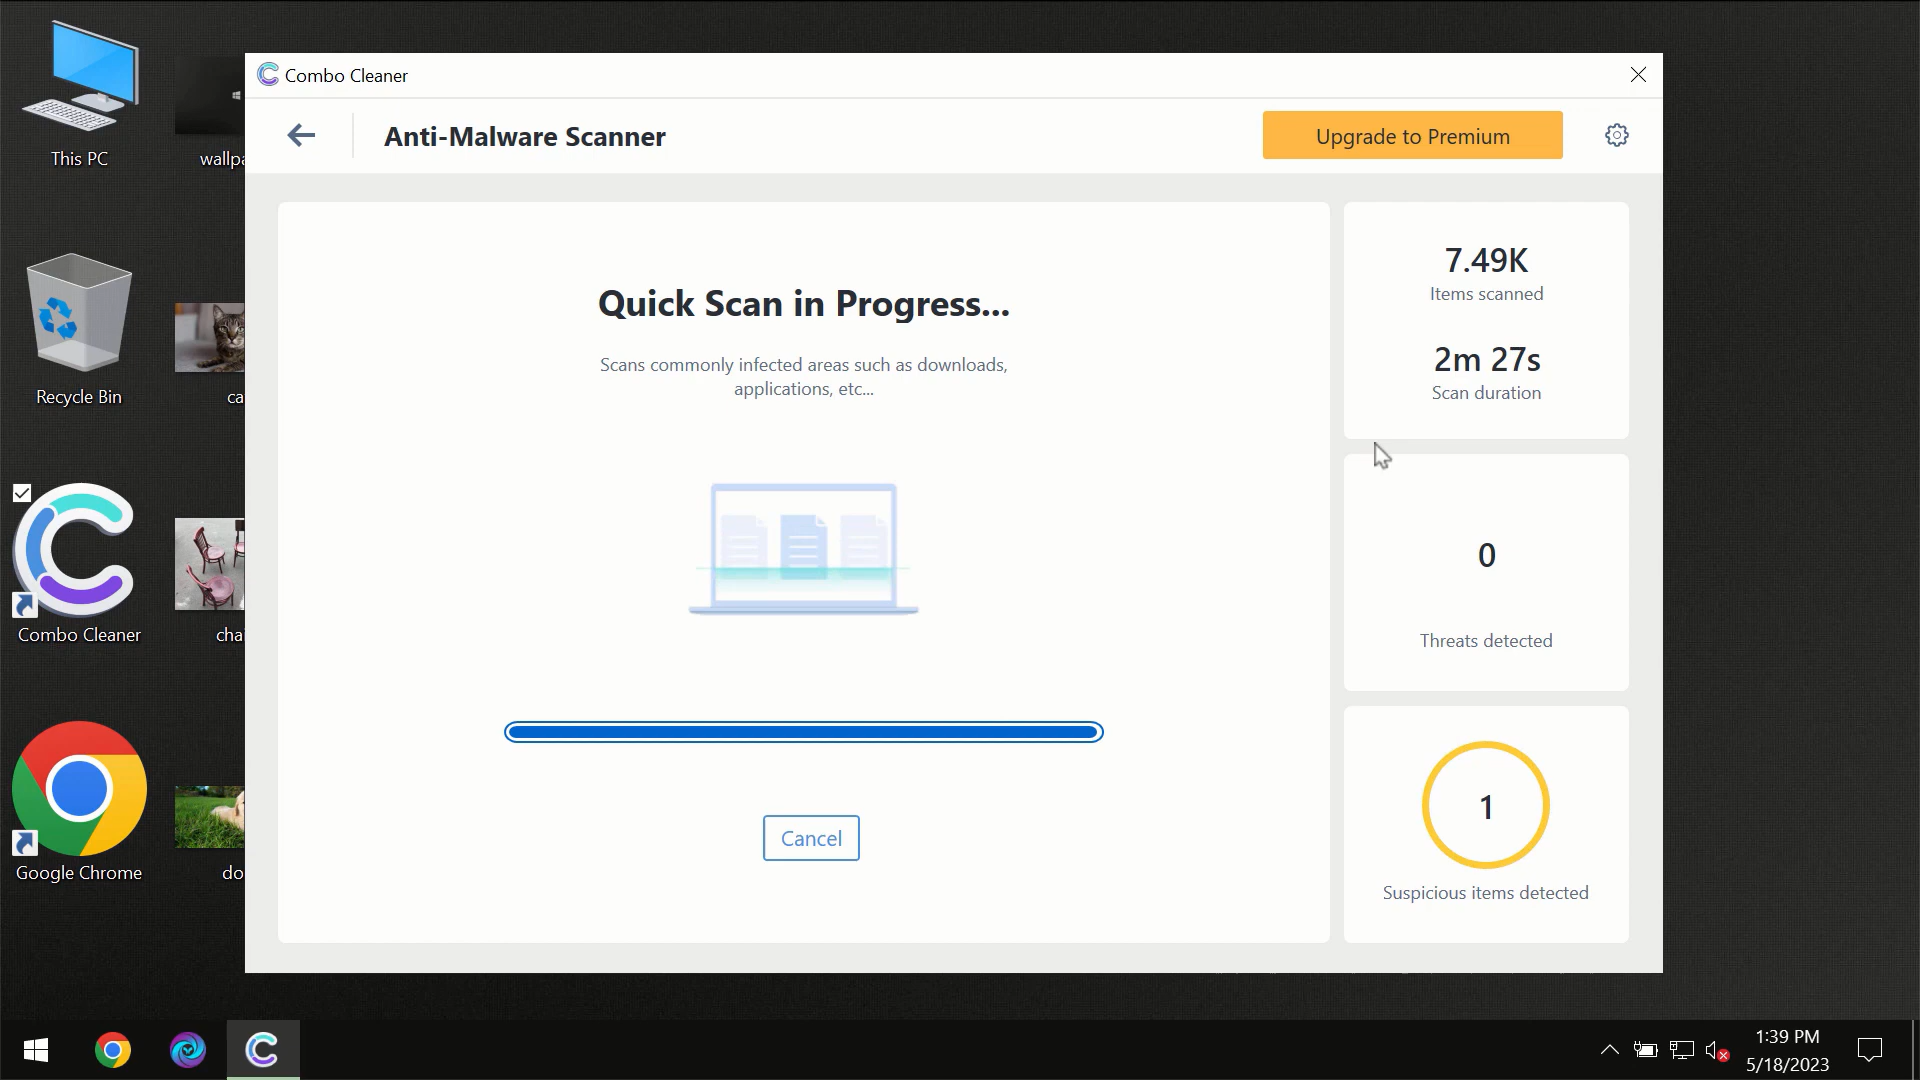 This PC
wallpa
Recycle Bin
ca
Combo Cleaner
cha
Google Chrome
do
Combo Cleaner
Anti-Malware Scanner
Upgrade to Premium
Quick Scan in Progress...
Scans commonly infected areas such as downloads,
applications, etc...
Cancel
7.49K
Items scanned
2m 27s
Scan duration
0
Threats detected
1
Suspicious items detected
1:39 PM
5/18/2023